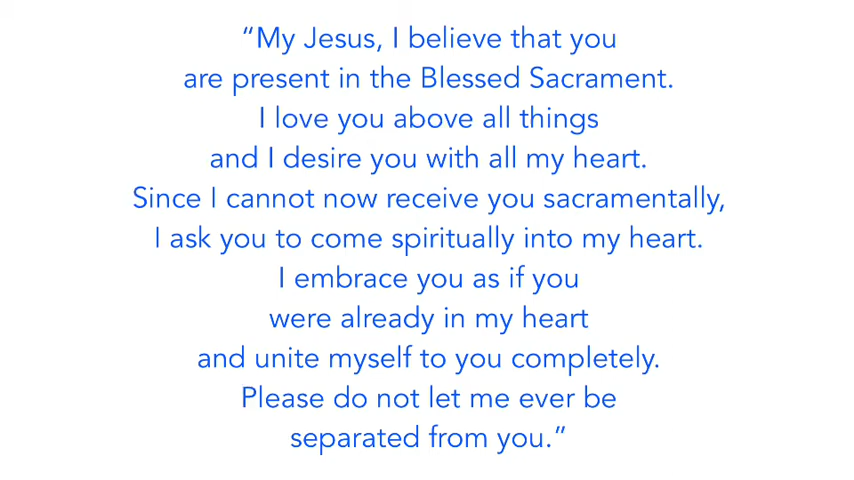 “My Jesus, I believe that you
are present in the Blessed Sacrament.
I love you above all things
and I desire you with all my heart.
Since I cannot now receive you sacramentally,
I ask you to come spiritually into my heart.
I embrace you as if you
were already in my heart
and unite myself to you completely.
Please do not let me ever be
separated from you.”